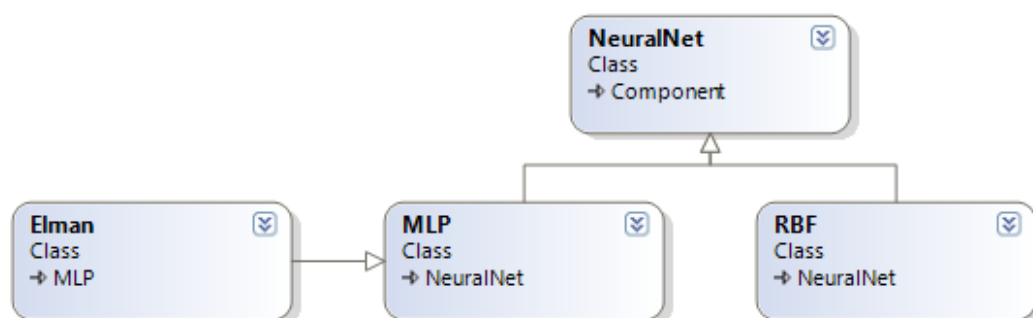 NeuralNet
Class
Component
Elman
Class
MLP
MLP
Class
NeuralNet
RBF
Class
NeuralNet